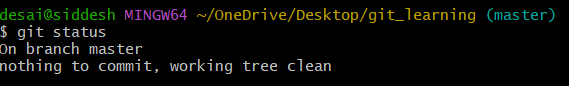 desai@siddesh MINGW64 ~/OneDrive/Desktop/git_learning (master)
$ git status
On branch master
nothing to commit, working tree clean